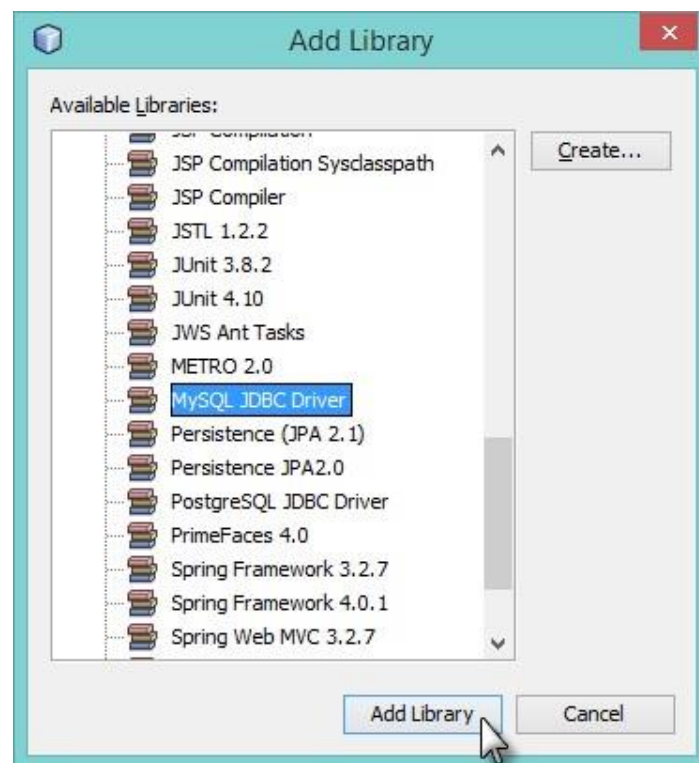 Add Library
Available Libraries:
JSP Compilation
Create...
JSP Compilation Sysclasspath
JSP Compiler
JSTL 1.2.2
JUnit 3.8.2
JUnit 4.10
JWS Ant Tasks
METRO 2.0
MySQL JDBC Driver
Persistence (JPA 2.1)
Persistence JPA2.0
PostgreSQL JDBC Driver
PrimeFaces 4.0
Spring Framework 3.2.7
Spring Framework 4.0.1
Spring Web MVC 3.2.7
Add Library
Cancel